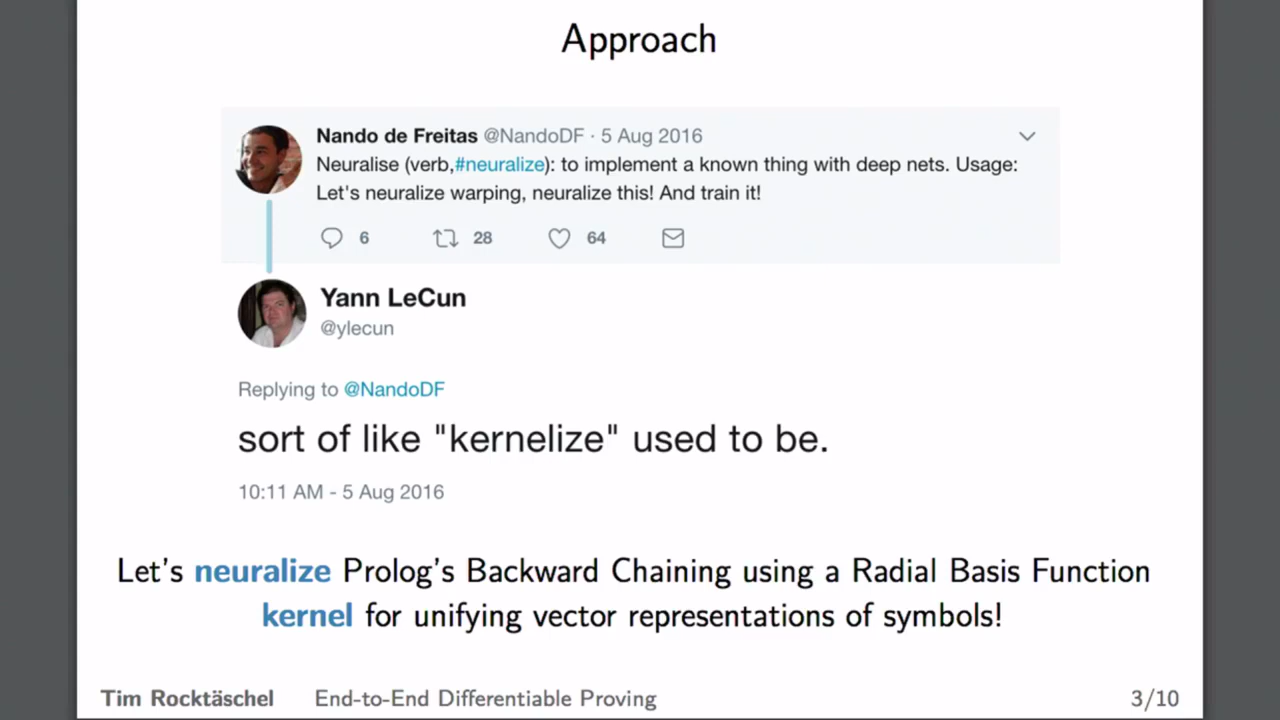 Approach
Nando de Freitas @NandoDF · 5 Aug 2016
Neuralise (verb,#neuralize): to implement a known thing with deep nets. Usage:
Let's neuralize warping, neuralize this! And train it!
6 28 64
Yann LeCun
@ylecun
Replying to @NandoDF
sort of like "kernelize" used to be.
10:11 AM - 5 Aug 2016
Let's neuralize Prolog's Backward Chaining using a Radial Basis Function
kernel for unifying vector representations of symbols!
Tim Rocktäschel End-to-End Differentiable Proving 3/10